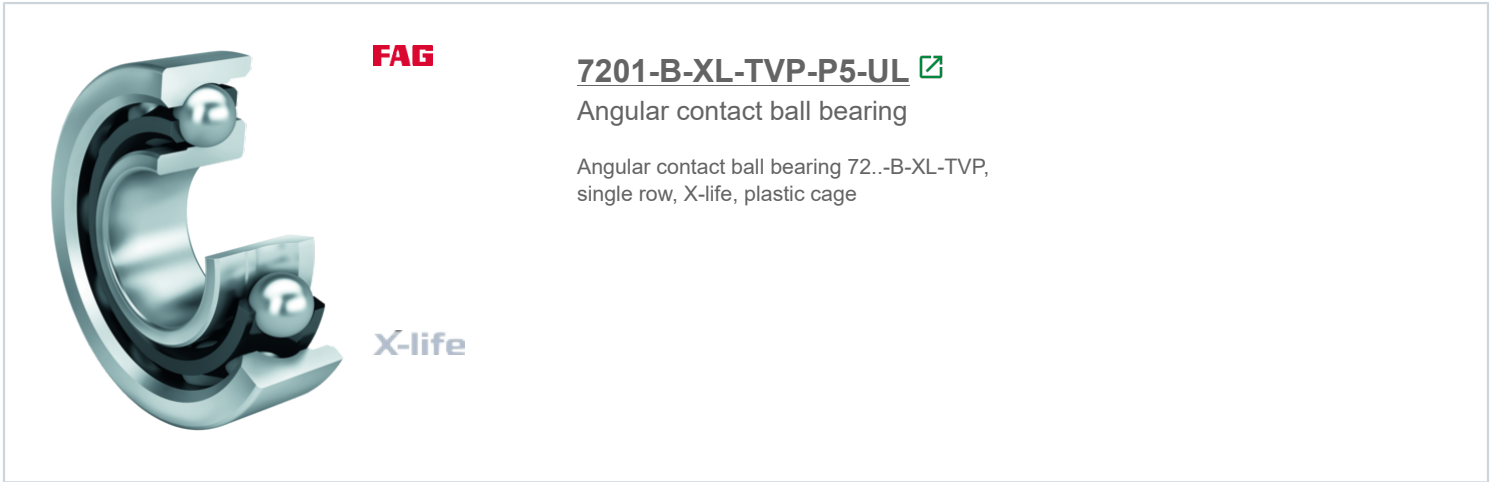 FAG
7201-B-XL-TVP-P5-UL
Angular contact ball bearing
Angular contact ball bearing 72..-B-XL-TVP,
single row, X-life, plastic cage
X-life